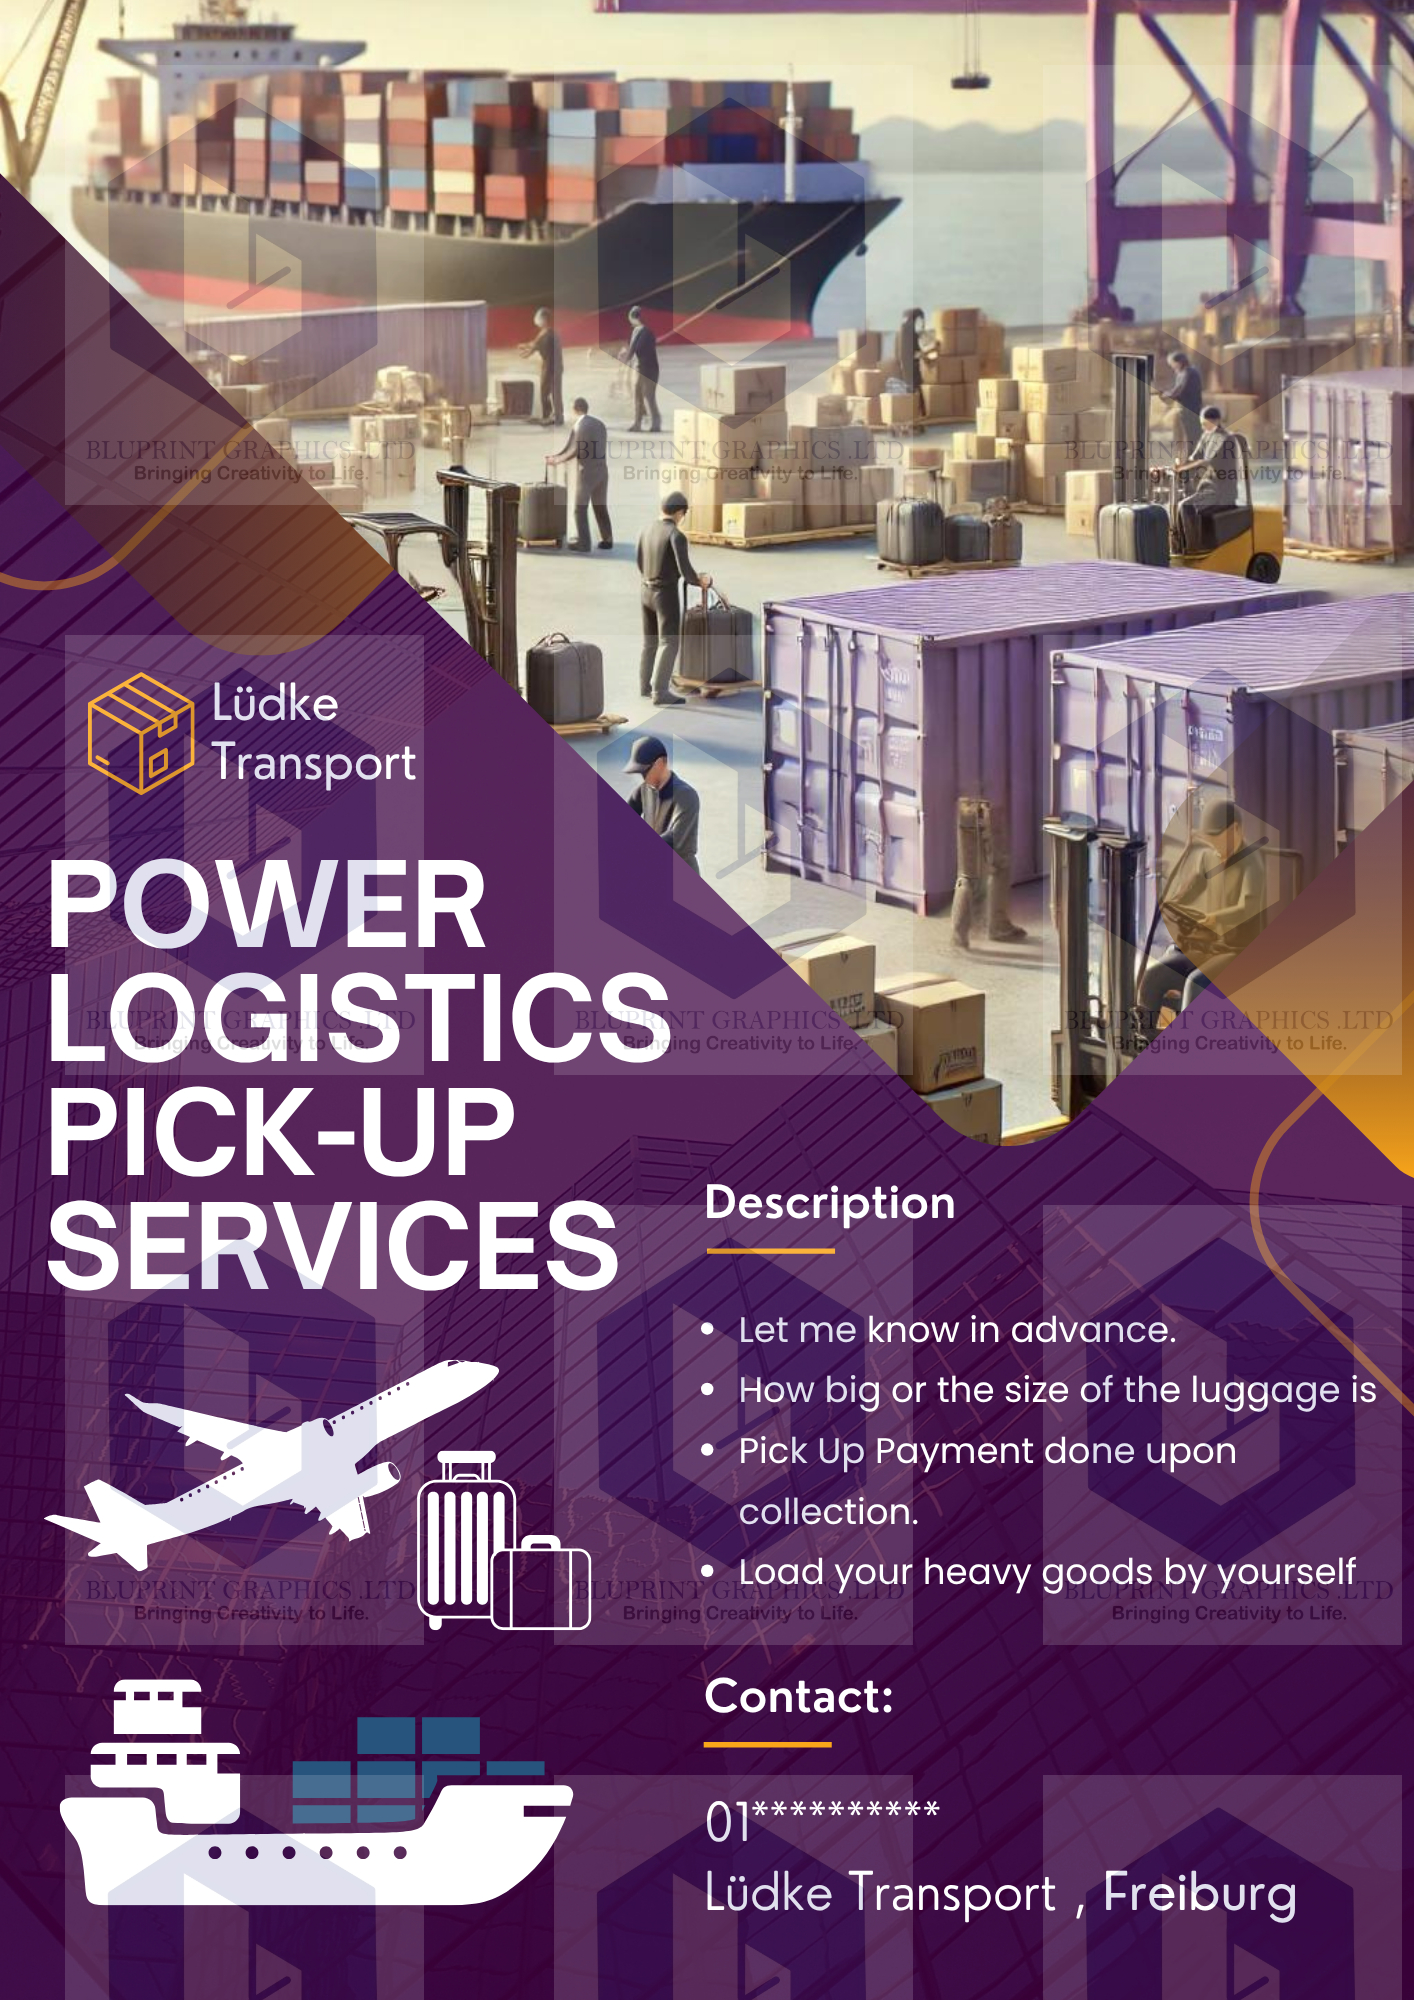 BLUPRINT GRAPHICS .LTD
Bringing Creativity to Life.
BLUPRINT GRAPHICS .LTD
Bringing Creativity to Life.
BLUPRINT GRAPHICS .LTD
Bringing Creativity to Life.
Lüdke
Transport
POWER
LOGISTICS
PICK-UP
SERVICES
BLUPRINT GRAPHICS .LTD
Bringing Creativity to Life.
BLUPRINT GRAPHICS .LTD
Bringing Creativity to Life.
BLUPRINT GRAPHICS .LTD
Bringing Creativity to Life.
Description
• Let me know in advance.
• How big or the size of the luggage is
• Pick Up Payment done upon
collection.
• Load your heavy goods by yourself
BLUPRINT GRAPHICS .LTD
Bringing Creativity to Life.
BLUPRINT GRAPHICS .LTD
Bringing Creativity to Life.
BLUPRINT GRAPHICS .LTD
Bringing Creativity to Life.
Contact:
01**********
Lüdke Transport , Freiburg